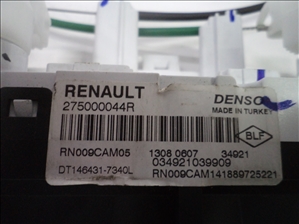 RENAULT
DENSO
275000044R
MADE IN TURKEY
BLF
RN009CAM05
1308 0607
34921
034921039909
DT146431-7340L
RN009CAM141889725221